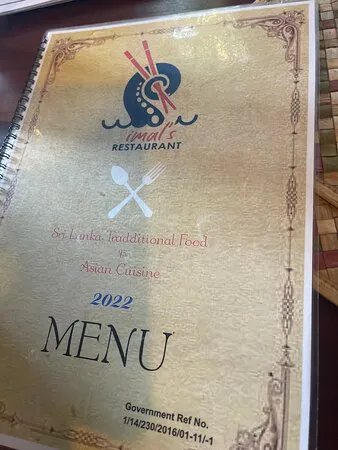 imal's
RESTAURANT
Sri Lanka Tradditional Food
&
Asian Cuisine
2022
MENU
Government Ref No.
1/14/230/2016/01-11/-1